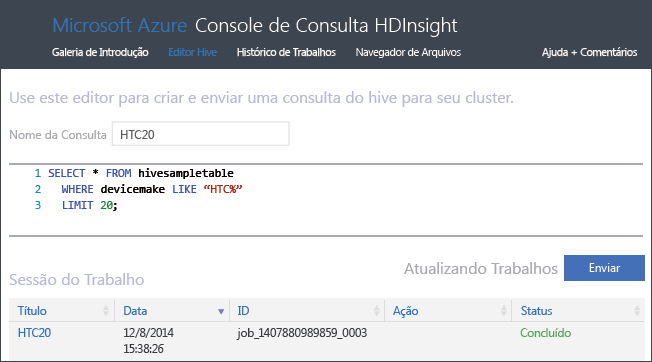 Microsoft Azure Console de Consulta HDInsight
Galeria de Introdução Editor Hive Histórico de Trabalhos Navegador de Arquivos Ajuda + Comentários
Use este editor para criar e enviar uma consulta do hive para seu cluster.
Nome da Consulta HTC20
1 SELECT * FROM hivesampletable
2 WHERE devicemake LIKE “HTC%”
3 LIMIT 20;
Atualizando Trabalhos Enviar
Sessão do Trabalho
Título Data ID Ação Status
HTC20 12/8/2014 job_1407880989859_0003 Concluído
15:38:26